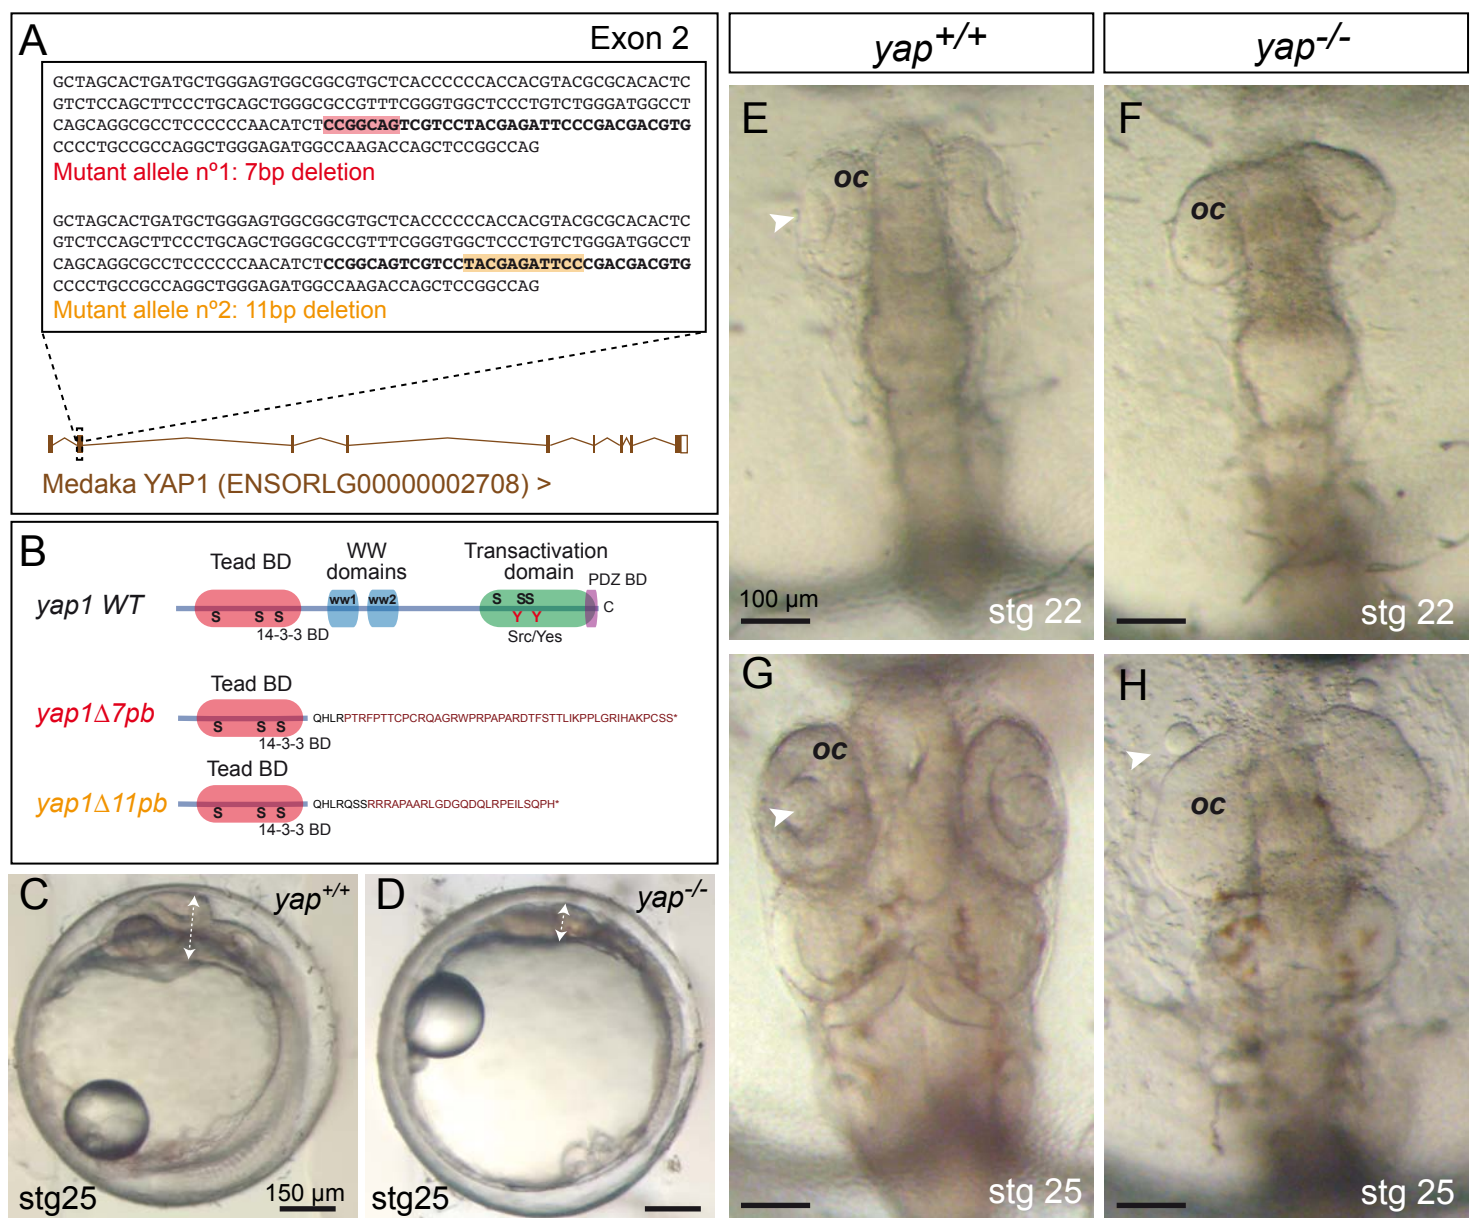 A
Exon 2
GCTAGCACTGATGCTGGGAGTGGCGGCGTGCTCACCCCCCACCACGTACGCGCACACTC
GTCTCCAGCTTCCCTGCAGCTGGGCGCCGTTTCGGGTGGCTCCCTGTCTGGGATGGCCT
CAGCAGGCGCCTCCCCCCAACATCTCCGGCAGTCGTCCTACGAGATTCCCGACGACGTG
CCCCTGCCGCCAGGCTGGGAGATGGCCAAGACCAGCTCCGGCCAG
Mutant allele nº1: 7bp deletion
GCTAGCACTGATGCTGGGAGTGGCGGCGTGCTCACCCCCCACCACGTACGCGCACACTC
GTCTCCAGCTTCCCTGCAGCTGGGCGCCGTTTCGGGTGGCTCCCTGTCTGGGATGGCCT
CAGCAGGCGCCTCCCCCCAACATCTCCGGCAGTCGTCCTACGAGATTCCCGACGACGTG
CCCCTGCCGCCAGGCTGGGAGATGGCCAAGACCAGCTCCGGCCAG
Mutant allele nº2: 11bp deletion
Medaka YAP1 (ENSORLG00000002708) >
B
Tead BD
WW
domains
Transactivation
domain
PDZ BD
yap1 WT
S S S
ww1 ww2
S SS
Y Y
C
14-3-3 BD
Src/Yes
Tead BD
yap1Δ7pb
S S S
QHLRPTRFPTTCPCRQAGRWPRPAPARDTFSTTLIKPPLGRIHAKPCSS*
14-3-3 BD
Tead BD
yap1Δ11pb
S S S
QHLRQSSRRRAPAARLGDGQDQLRPEILSQPH*
14-3-3 BD
C
yap+/+
stg25
150 µm
D
yap-/-
stg25
yap+/+
yap-/-
E
oc
100 µm
stg 22
F
oc
stg 22
G
oc
stg 25
H
oc
stg 25